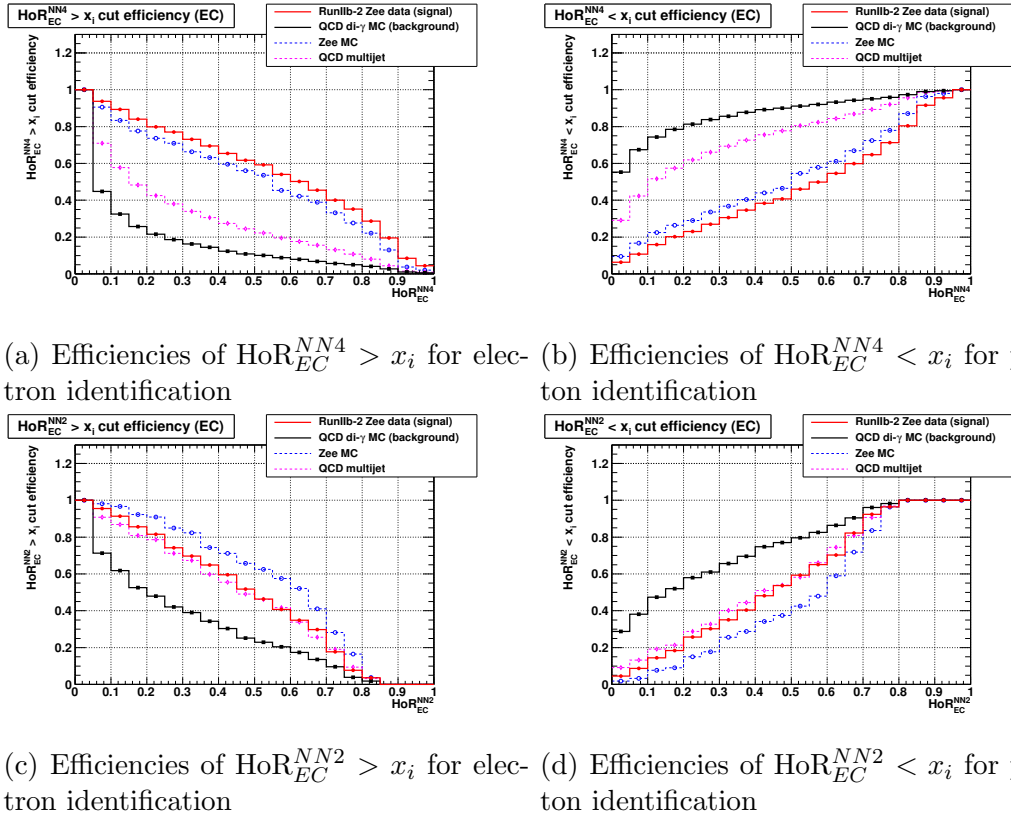 HoR^{NN4}_{EC} > x_i cut efficiency (EC)
RunIIb-2 Zee data (signal)
QCD di-γ MC (background)
Zee MC
QCD multijet
HoR^{NN4}_{EC} > x_i cut efficiency
1.2
1
0.8
0.6
0.4
0.2
0
0 0.1 0.2 0.3 0.4 0.5 0.6 0.7 0.8 0.9 1
HoR^{NN4}_{EC}
HoR^{NN4}_{EC} < x_i cut efficiency (EC)
RunIIb-2 Zee data (signal)
QCD di-γ MC (background)
Zee MC
QCD multijet
HoR^{NN4}_{EC} < x_i cut efficiency
1.2
1
0.8
0.6
0.4
0.2
0
0 0.1 0.2 0.3 0.4 0.5 0.6 0.7 0.8 0.9 1
HoR^{NN4}_{EC}
(a) Efficiencies of HoR^{NN4}_{EC} > x_i for elec-
tron identification
(b) Efficiencies of HoR^{NN4}_{EC} < x_i for
ton identification
HoR^{NN2}_{EC} > x_i cut efficiency (EC)
RunIIb-2 Zee data (signal)
QCD di-γ MC (background)
Zee MC
QCD multijet
HoR^{NN2}_{EC} > x_i cut efficiency
1.2
1
0.8
0.6
0.4
0.2
0
0 0.1 0.2 0.3 0.4 0.5 0.6 0.7 0.8 0.9 1
HoR^{NN2}_{EC}
HoR^{NN2}_{EC} < x_i cut efficiency (EC)
RunIIb-2 Zee data (signal)
QCD di-γ MC (background)
Zee MC
QCD multijet
HoR^{NN2}_{EC} < x_i cut efficiency
1.2
1
0.8
0.6
0.4
0.2
0
0 0.1 0.2 0.3 0.4 0.5 0.6 0.7 0.8 0.9 1
HoR^{NN2}_{EC}
(c) Efficiencies of HoR^{NN2}_{EC} > x_i for elec-
tron identification
(d) Efficiencies of HoR^{NN2}_{EC} < x_i for
ton identification